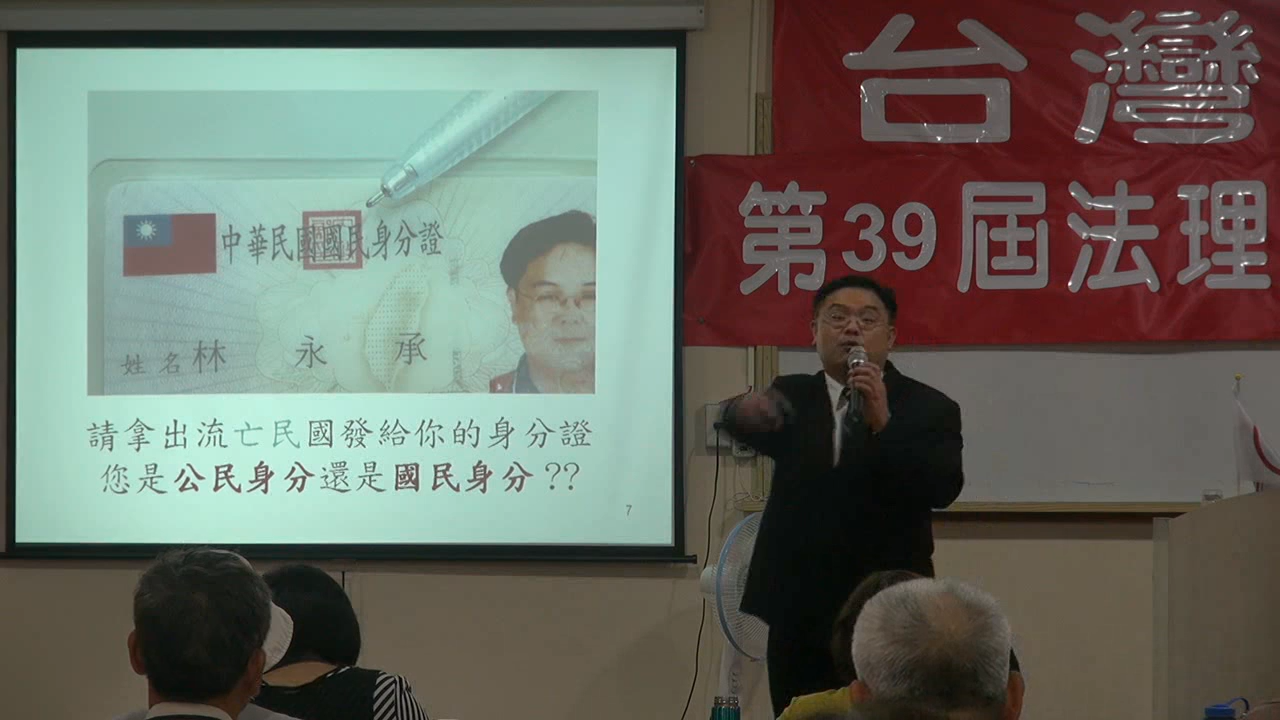 中華民國國民身分證
姓名 林 永 承
請拿出流亡民國發給你的身分證
您是公民身分還是國民身分??
7
台灣
第39屆法理